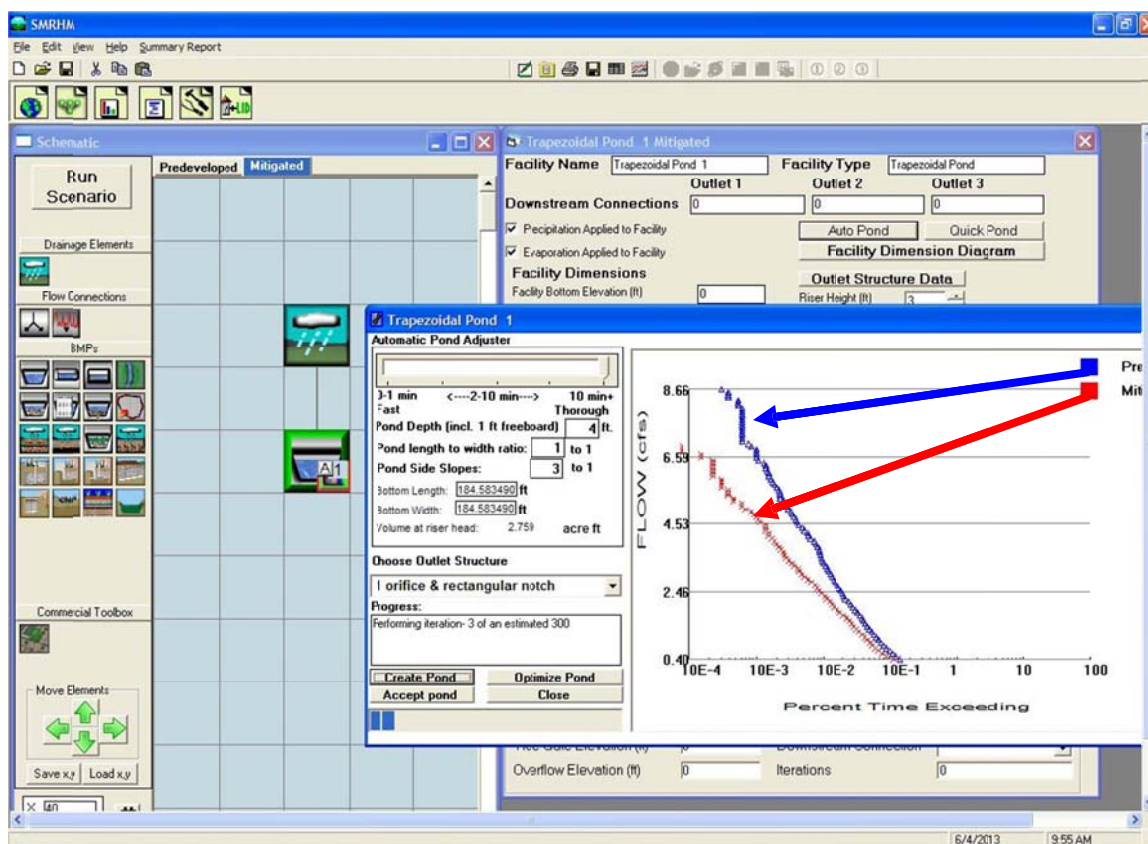 SMRHM
File Edit View Help Summary Report
Schematic
Run
Scenario
Predeveloped Mitigated
Drainage Elements
Flow Connections
BMPs
Commercial Toolbox
Move Elements
Save x,y Load x,y
X 40
Trapezoidal Pond 1 Mitigated
Facility Name Trapezoidal Pond 1 Facility Type Trapezoidal Pond
Outlet 1 Outlet 2 Outlet 3
Downstream Connections 0 0 0
Precipitation Applied to Facility Auto Pond Quick Pond
Evaporation Applied to Facility Facility Dimension Diagram
Facility Dimensions Outlet Structure Data
Facility Bottom Elevation (ft) 0 Riser Height (ft) 3
Trapezoidal Pond 1
Automatic Pond Adjuster
0-1 min <----2-10 min---> 10 min+
Fast Thorough
Pond Depth (incl. 1 ft freeboard) 4 ft.
Pond length to width ratio: 1 to 1
Pond Side Slopes: 3 to 1
Bottom Length: 184.583490 ft
Bottom Width: 184.583490 ft
Volume at riser head: 2.759 acre ft
Choose Outlet Structure
1 orifice & rectangular notch
Progress:
Performing iteration- 3 of an estimated 300
Create Pond Optimize Pond
Accept pond Close
Pre
Mit
FLOW (cfs)
8.66
6.59
4.53
2.46
0.40
10E-4 10E-3 10E-2 10E-1 1 10 100
Percent Time Exceeding
Overflow Elevation (ft) 0 Iterations 0
6/4/2013 9:55 AM